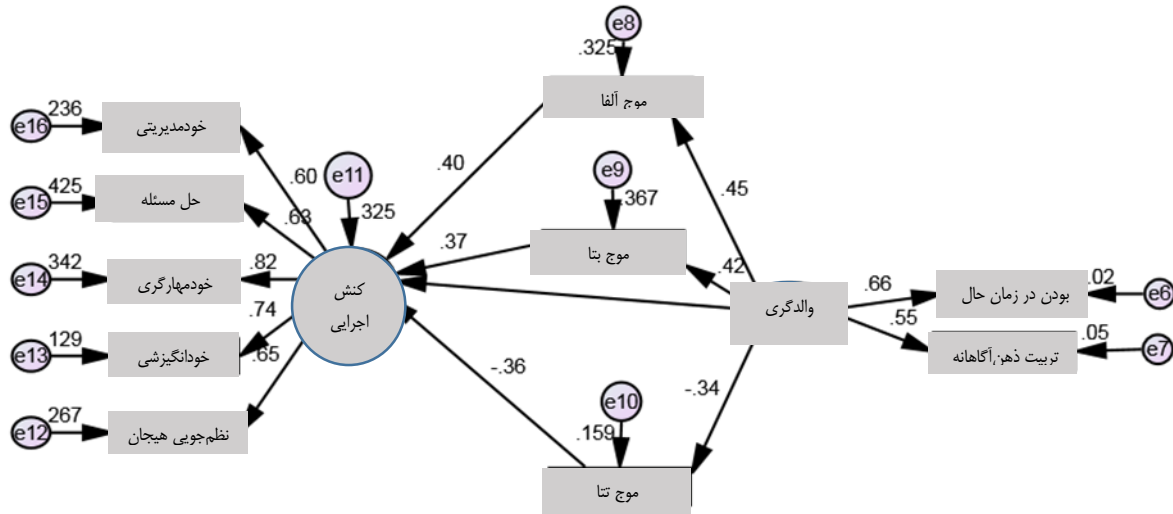 e8
.325
موج آلفا
e16
236
خودمدیریتی
.60
e11
.40
e9
.367
.45
e15
425
حل مسئله
.63
325
.37
موج بتا
.42
e14
342
خودمهارگری
.82
کنش
اجرایی
والدگری
.66
بودن در زمان حال
.02
e6
.55
تربیت ذهن‌آگاهانه
.05
e7
e13
129
خودانگیزشی
.74
.65
-.36
-.34
e10
.159
e12
267
نظم‌جویی هیجان
موج تتا